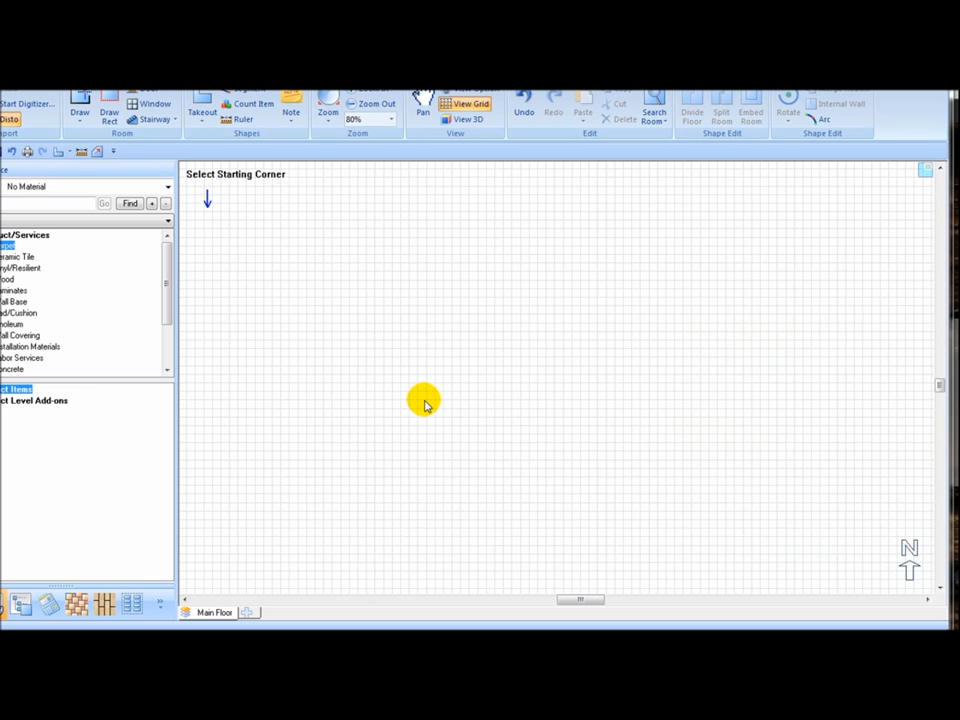 Start Digitizer...
Disto
port
Draw
Draw Rect
Window
Stairway
Room
Takeout
Count Item
Ruler
Note
Shapes
Zoom
Zoom Out
80%
Zoom
Pan
View Grid
View 3D
View
Undo
Redo
Paste
Cut
Delete
Search Room
Edit
Divide Floor
Split Room
Embed Room
Shape Edit
Rotate
Internal Wall
Arc
Shape Edit
ce
No Material
Go
Find
+
-
uct/Services
arpet
eramic Tile
nyl/Resilient
ood
minates
all Base
ad/Cushion
noleum
all Covering
stallation Materials
abor Services
oncrete
ct Items
ct Level Add-ons
Select Starting Corner
N
Main Floor